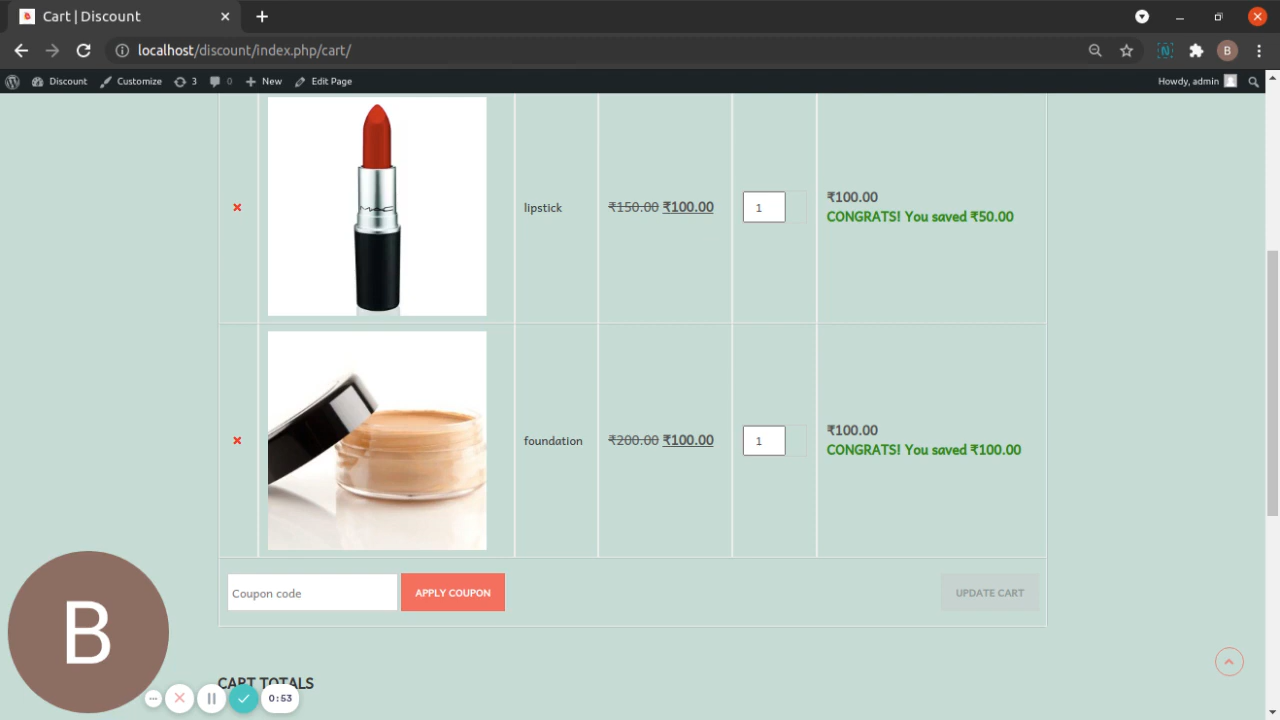 Cart | Discount
localhost/discount/index.php/cart/
B
Discount
Customize
3
0
New
Edit Page
Howdy, admin
MAC
lipstick
₹150.00 ₹100.00
1
₹100.00
CONGRATS! You saved ₹50.00
foundation
₹200.00 ₹100.00
1
₹100.00
CONGRATS! You saved ₹100.00
Coupon code
APPLY COUPON
UPDATE CART
B
CART TOTALS
0:53